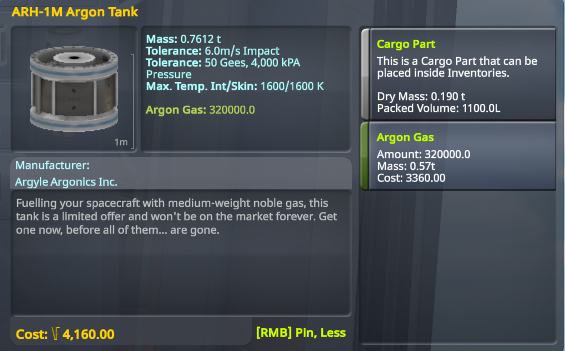 ARH-1M Argon Tank
Mass: 0.7612 t
Tolerance: 6.0m/s Impact
Tolerance: 50 Gees, 4,000 kPa
Pressure
Max. Temp. Int/Skin: 1600/1600 K
Argon Gas: 320000.0
1m
Manufacturer:
Argyle Argonics Inc.
Fuelling your spacecraft with medium-weight noble gas, this
tank is a limited offer and won't be on the market forever. Get
one now, before all of them... are gone.
Cost: 4,160.00
[RMB] Pin, Less
Cargo Part
This is a Cargo Part that can be
placed inside Inventories.
Dry Mass: 0.190 t
Packed Volume: 1100.0L
Argon Gas
Amount: 320000.0
Mass: 0.57t
Cost: 3360.00